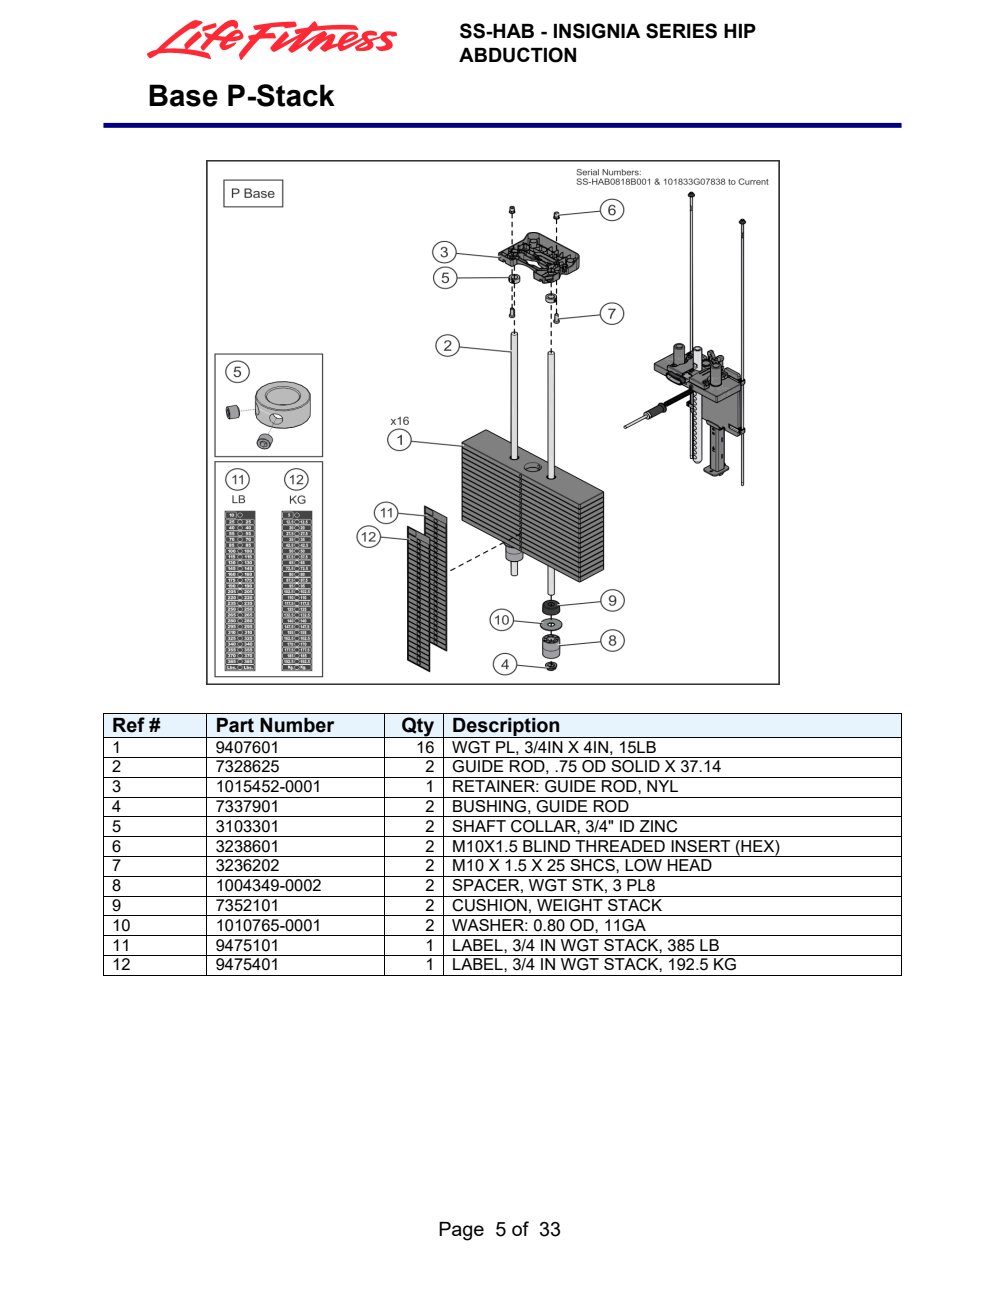 Life Fitness
SS-HAB - INSIGNIA SERIES HIP
ABDUCTION
Base P-Stack
Serial Numbers:
SS-HAB0818B001 & 101833G07838 to Current
P Base
6
3
5
7
2
5
x16
1
11
12
LB
KG
11
12
9
10
8
4
Ref # Part Number Qty Description
1 9407601 16 WGT PL, 3/4IN X 4IN, 15LB
2 7328625 2 GUIDE ROD, .75 OD SOLID X 37.14
3 1015452-0001 1 RETAINER: GUIDE ROD, NYL
4 7337901 2 BUSHING, GUIDE ROD
5 3103301 2 SHAFT COLLAR, 3/4" ID ZINC
6 3238601 2 M10X1.5 BLIND THREADED INSERT (HEX)
7 3236202 2 M10 X 1.5 X 25 SHCS, LOW HEAD
8 1004349-0002 2 SPACER, WGT STK, 3 PL8
9 7352101 2 CUSHION, WEIGHT STACK
10 1010765-0001 2 WASHER: 0.80 OD, 11GA
11 9475101 1 LABEL, 3/4 IN WGT STACK, 385 LB
12 9475401 1 LABEL, 3/4 IN WGT STACK, 192.5 KG
Page 5 of 33